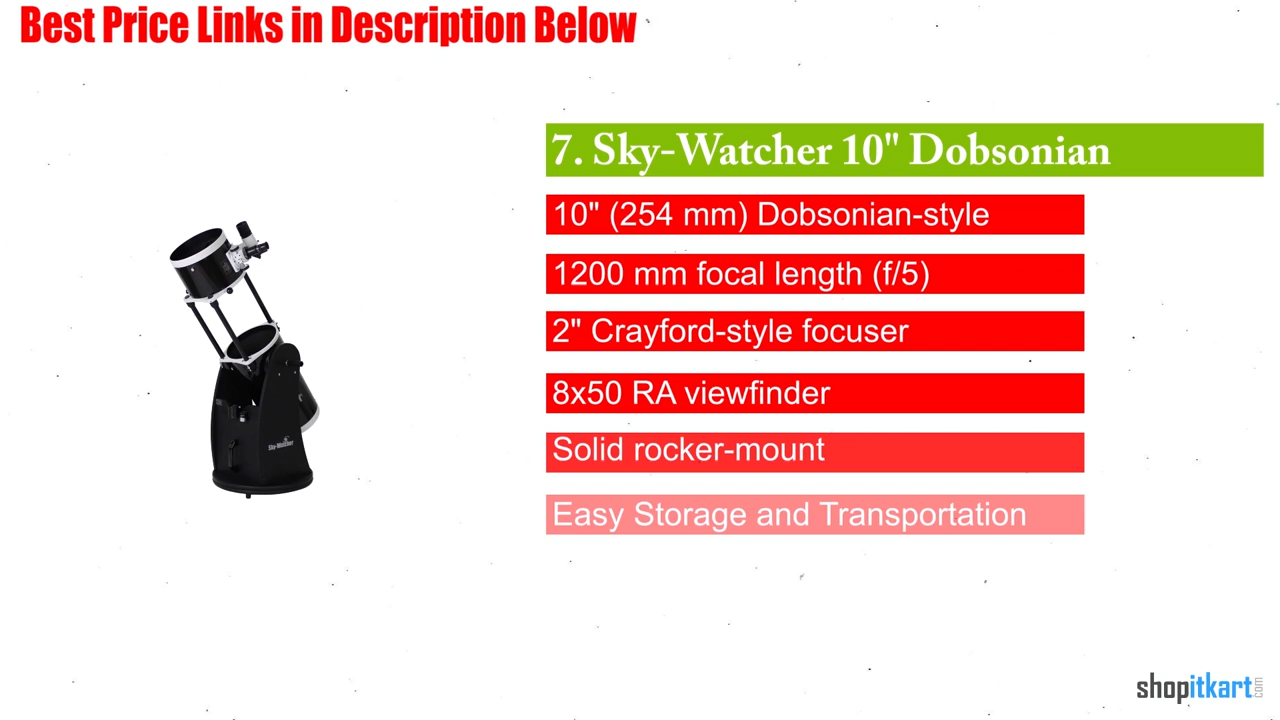 Best Price Links in Description Below
7. Sky-Watcher 10" Dobsonian
10" (254 mm) Dobsonian-style
1200 mm focal length (f/5)
2" Crayford-style focuser
8x50 RA viewfinder
Solid rocker-mount
Easy Storage and Transportation
Sky-Watcher
shopitkart.com